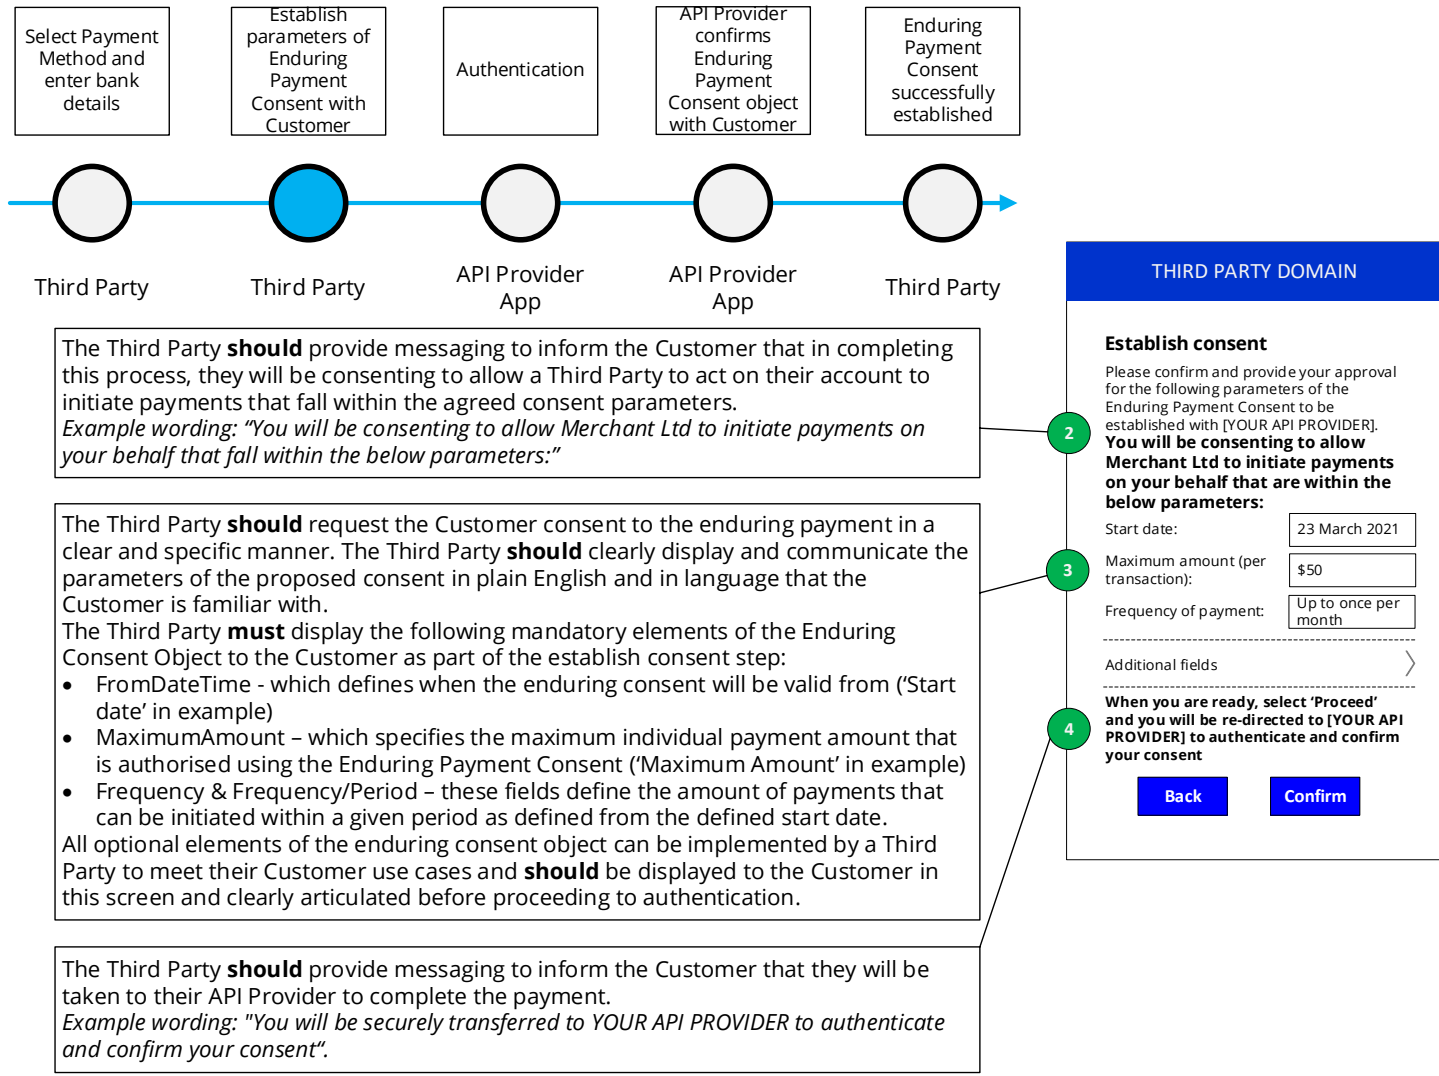 Select Payment
Method and
enter bank
details
Establish
parameters of
Enduring
Payment
Consent with
Customer
Authentication
API Provider
confirms
Enduring
Payment
Consent object
with Customer
Enduring
Payment
Consent
successfully
established
Third Party
Third Party
API Provider
App
API Provider
App
Third Party
The Third Party should provide messaging to inform the Customer that in completing
this process, they will be consenting to allow a Third Party to act on their account to
initiate payments that fall within the agreed consent parameters.
Example wording: “You will be consenting to allow Merchant Ltd to initiate payments on
your behalf that fall within the below parameters:”
The Third Party should request the Customer consent to the enduring payment in a
clear and specific manner. The Third Party should clearly display and communicate the
parameters of the proposed consent in plain English and in language that the
Customer is familiar with.
The Third Party must display the following mandatory elements of the Enduring
Consent Object to the Customer as part of the establish consent step:
• FromDateTime - which defines when the enduring consent will be valid from (‘Start
date’ in example)
• MaximumAmount – which specifies the maximum individual payment amount that
is authorised using the Enduring Payment Consent (‘Maximum Amount’ in example)
• Frequency & Frequency/Period – these fields define the amount of payments that
can be initiated within a given period as defined from the defined start date.
All optional elements of the enduring consent object can be implemented by a Third
Party to meet their Customer use cases and should be displayed to the Customer in
this screen and clearly articulated before proceeding to authentication.
The Third Party should provide messaging to inform the Customer that they will be
taken to their API Provider to complete the payment.
Example wording: "You will be securely transferred to YOUR API PROVIDER to authenticate
and confirm your consent“.
THIRD PARTY DOMAIN
Establish consent
Please confirm and provide your approval
for the following parameters of the
Enduring Payment Consent to be
established with [YOUR API PROVIDER].
2
You will be consenting to allow
Merchant Ltd to initiate payments
on your behalf that are within the
below parameters:
Start date:
23 March 2021
3
Maximum amount (per
transaction):
$50
Frequency of payment:
Up to once per
month
Additional fields
4
When you are ready, select ‘Proceed’
and you will be re-directed to [YOUR API
PROVIDER] to authenticate and confirm
your consent
Back
Confirm